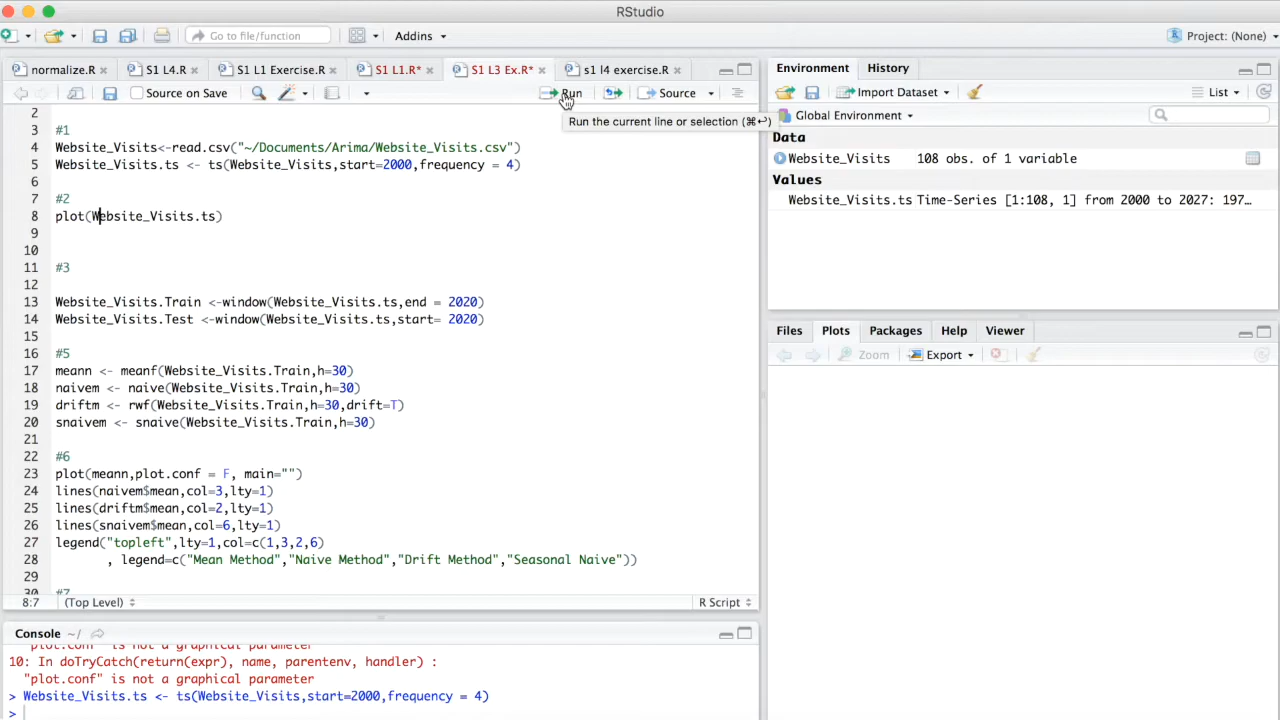 RStudio
Go to file/function
Addins
Project: (None)
normalize.R
S1 L4.R
S1 L1 Exercise.R
S1 L1.R*
S1 L3 Ex.R*
s1 l4 exercise.R
Source on Save
Run
Source
Run the current line or selection (⌘↩)
2
3 #1
4 Website_Visits<-read.csv("~/Documents/Arima/Website_Visits.csv")
5 Website_Visits.ts <- ts(Website_Visits,start=2000,frequency = 4)
6
7 #2
8 plot(Website_Visits.ts)
9
10
11 #3
12
13 Website_Visits.Train <-window(Website_Visits.ts,end = 2020)
14 Website_Visits.Test <-window(Website_Visits.ts,start= 2020)
15
16 #5
17 meann <- meanf(Website_Visits.Train,h=30)
18 naivem <- naive(Website_Visits.Train,h=30)
19 driftm <- rwf(Website_Visits.Train,h=30,drift=T)
20 snaivem <- snaive(Website_Visits.Train,h=30)
21
22 #6
23 plot(meann,plot.conf = F, main="")
24 lines(naivem$mean,col=3,lty=1)
25 lines(driftm$mean,col=2,lty=1)
26 lines(snaivem$mean,col=6,lty=1)
27 legend("topleft",lty=1,col=c(1,3,2,6)
28 , legend=c("Mean Method","Naive Method","Drift Method","Seasonal Naive"))
29
30 #7
8:7 (Top Level) R Script
Console ~/
"plot.conf" is not a graphical parameter
10: In doTryCatch(return(expr), name, parentenv, handler) :
"plot.conf" is not a graphical parameter
> Website_Visits.ts <- ts(Website_Visits,start=2000,frequency = 4)
>
Environment History
Import Dataset List
Global Environment
Data
Website_Visits 108 obs. of 1 variable
Values
Website_Visits.ts Time-Series [1:108, 1] from 2000 to 2027: 197…
Files Plots Packages Help Viewer
Zoom Export